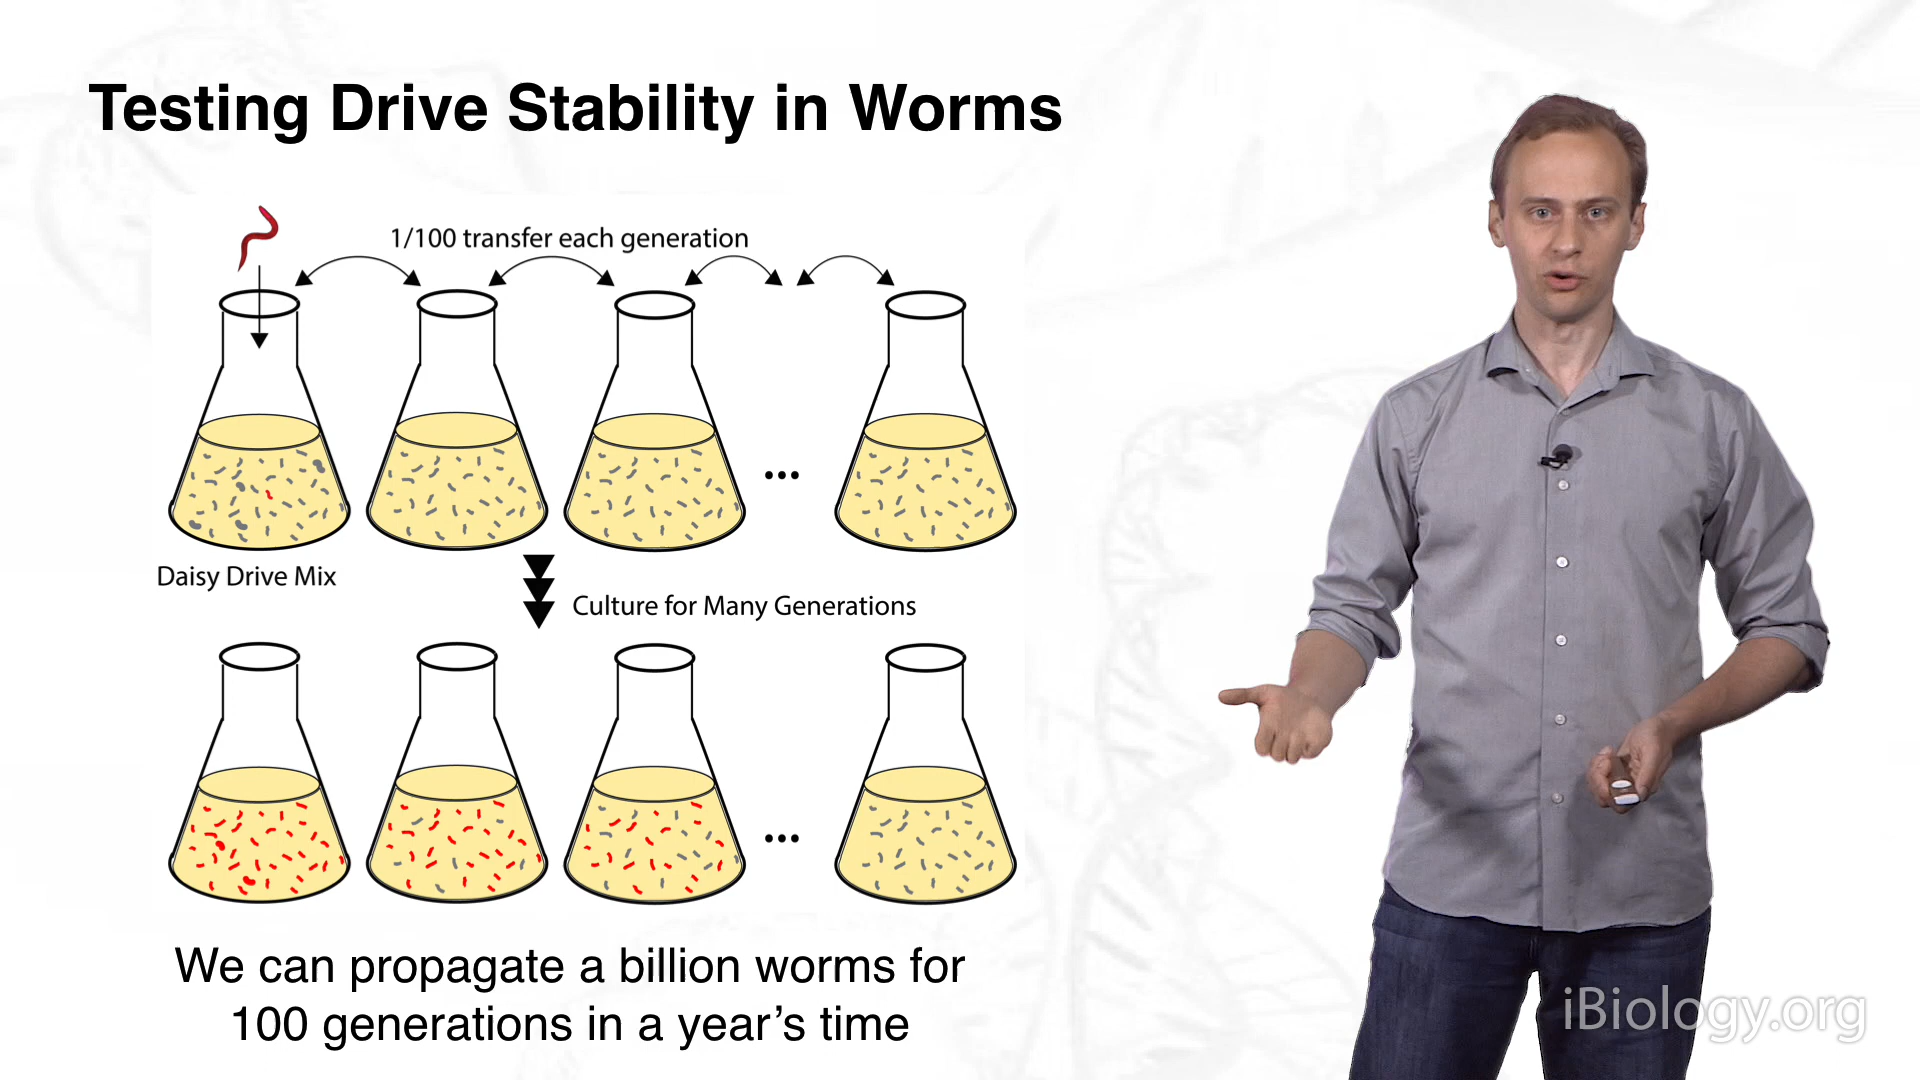 Testing Drive Stability in Worms
1/100 transfer each generation
...
Daisy Drive Mix
Culture for Many Generations
...
We can propagate a billion worms for
100 generations in a year’s time
iBiology.org